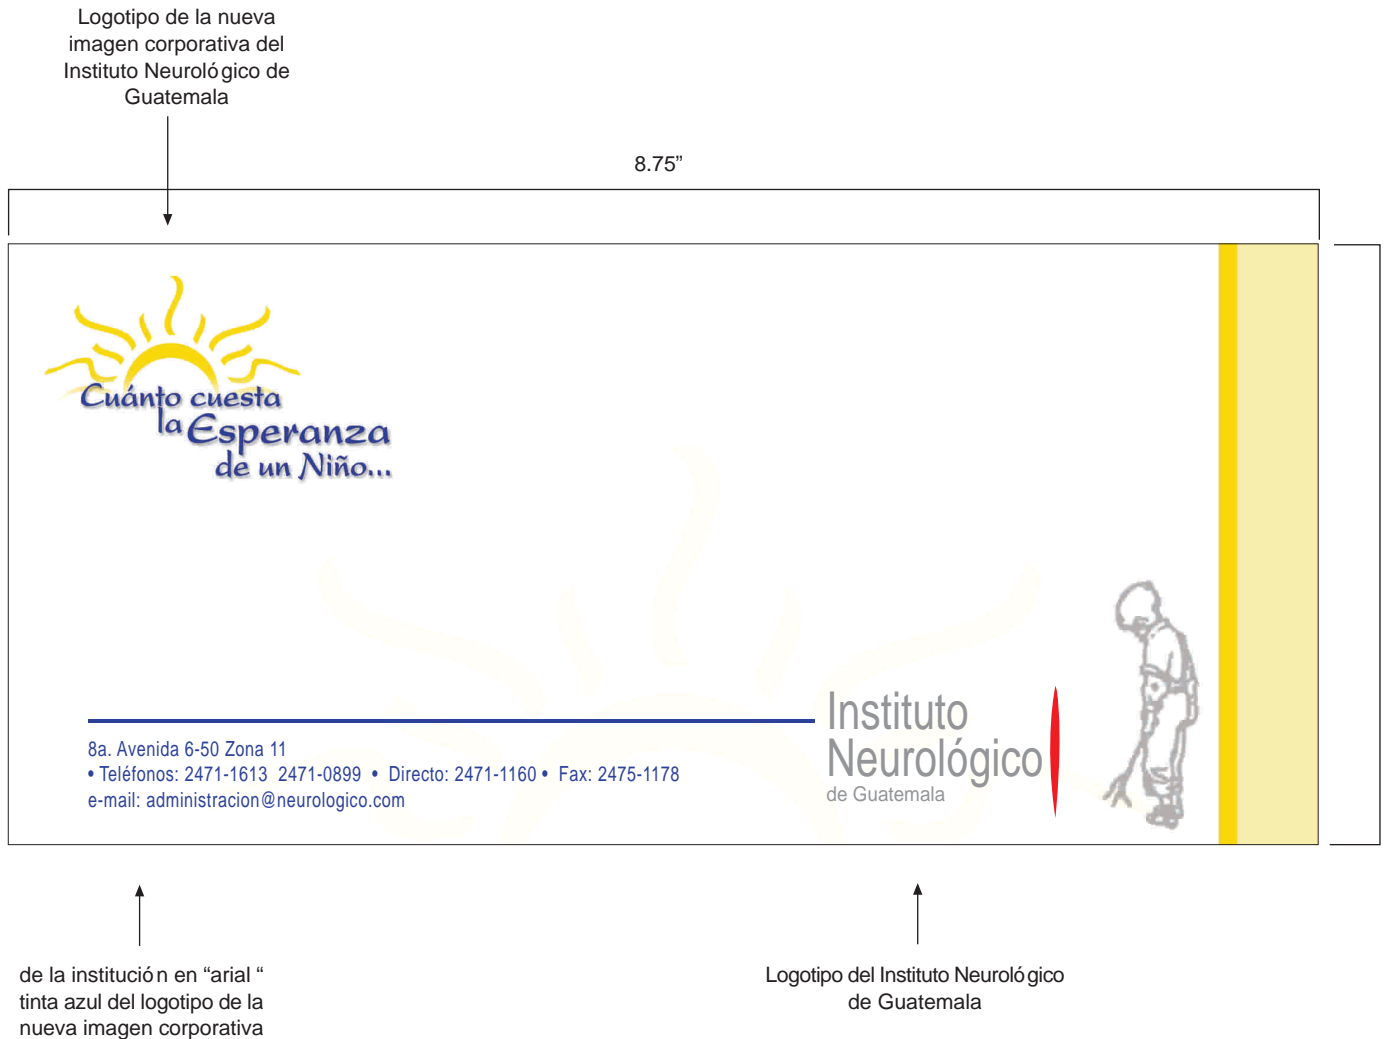 Logotipo de la nueva
imagen corporativa del
Instituto Neurológico de
Guatemala
8.75”
Cuánto cuesta
la Esperanza
de un Niño...
8a. Avenida 6-50 Zona 11
• Teléfonos: 2471-1613 2471-0899 • Directo: 2471-1160 • Fax: 2475-1178
e-mail: administracion@neurologico.com
Instituto
Neurológico
de Guatemala
de la institución en “arial “
tinta azul del logotipo de la
nueva imagen corporativa
Logotipo del Instituto Neurológico
de Guatemala